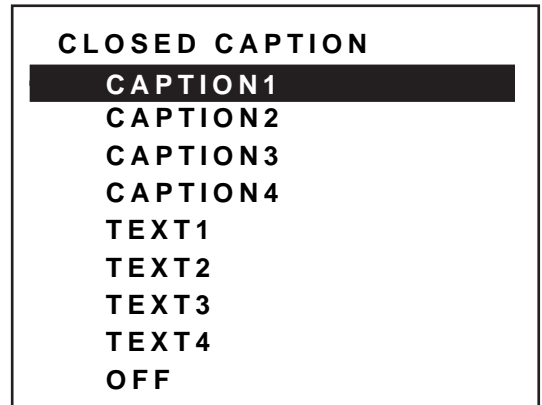 CLOSED CAPTION
CAPTION1
CAPTION2
CAPTION3
CAPTION4
TEXT1
TEXT2
TEXT3
TEXT4
OFF